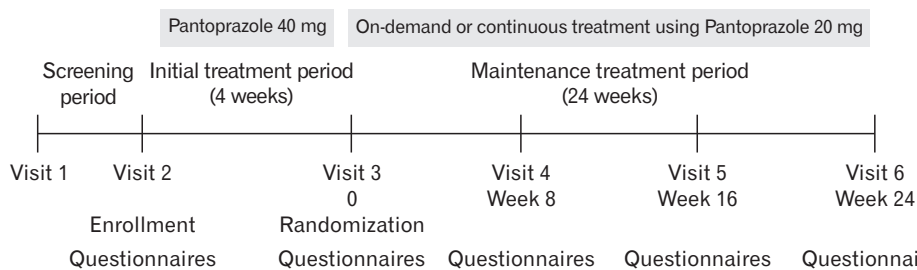 Pantoprazole 40 mg On-demand or continuous treatment using Pantoprazole 20 mg
Screening period Initial treatment period (4 weeks) Maintenance treatment period (24 weeks)
Visit 1 Visit 2 Visit 3 Visit 4 Visit 5 Visit 6
0 Week 8 Week 16 Week 24
Enrollment Randomization
Questionnaires Questionnaires Questionnaires Questionnaires Questionnai